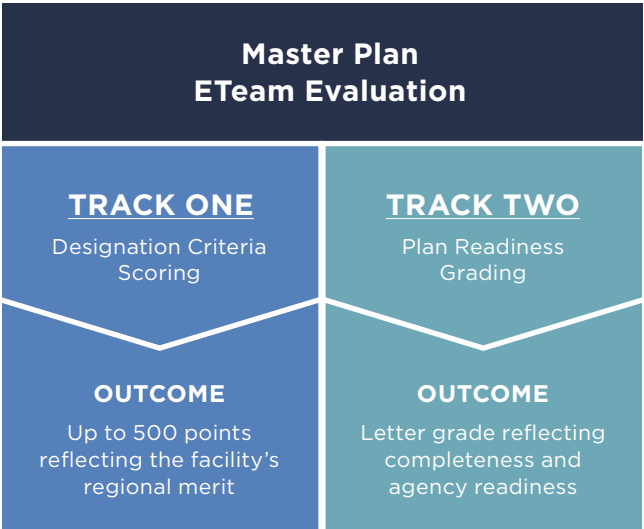 Master Plan
ETeam Evaluation
TRACK ONE
Designation Criteria
Scoring
OUTCOME
Up to 500 points
reflecting the facility’s
regional merit
TRACK TWO
Plan Readiness
Grading
OUTCOME
Letter grade reflecting
completeness and
agency readiness